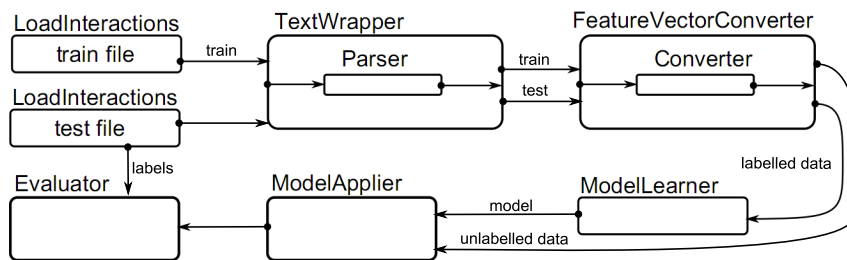 LoadInteractions
train file
train
TextWrapper
Parser
train
test
FeatureVectorConverter
Converter
LoadInteractions
test file
labels
labelled data
Evaluator
ModelApplier
model
unlabelled data
ModelLearner